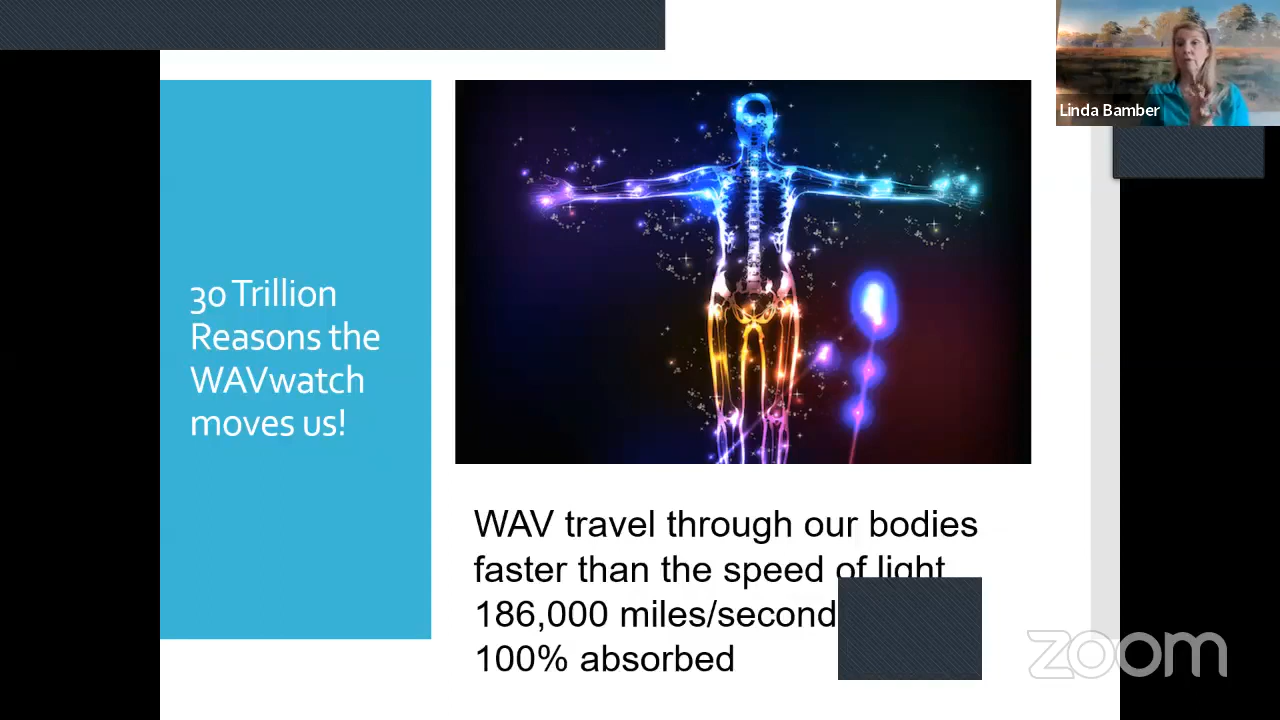 Linda Bamber
30 Trillion
Reasons the
WAVwatch
moves us!
WAV travel through our bodies
faster than the speed of light
186,000 miles/second
100% absorbed
zoom